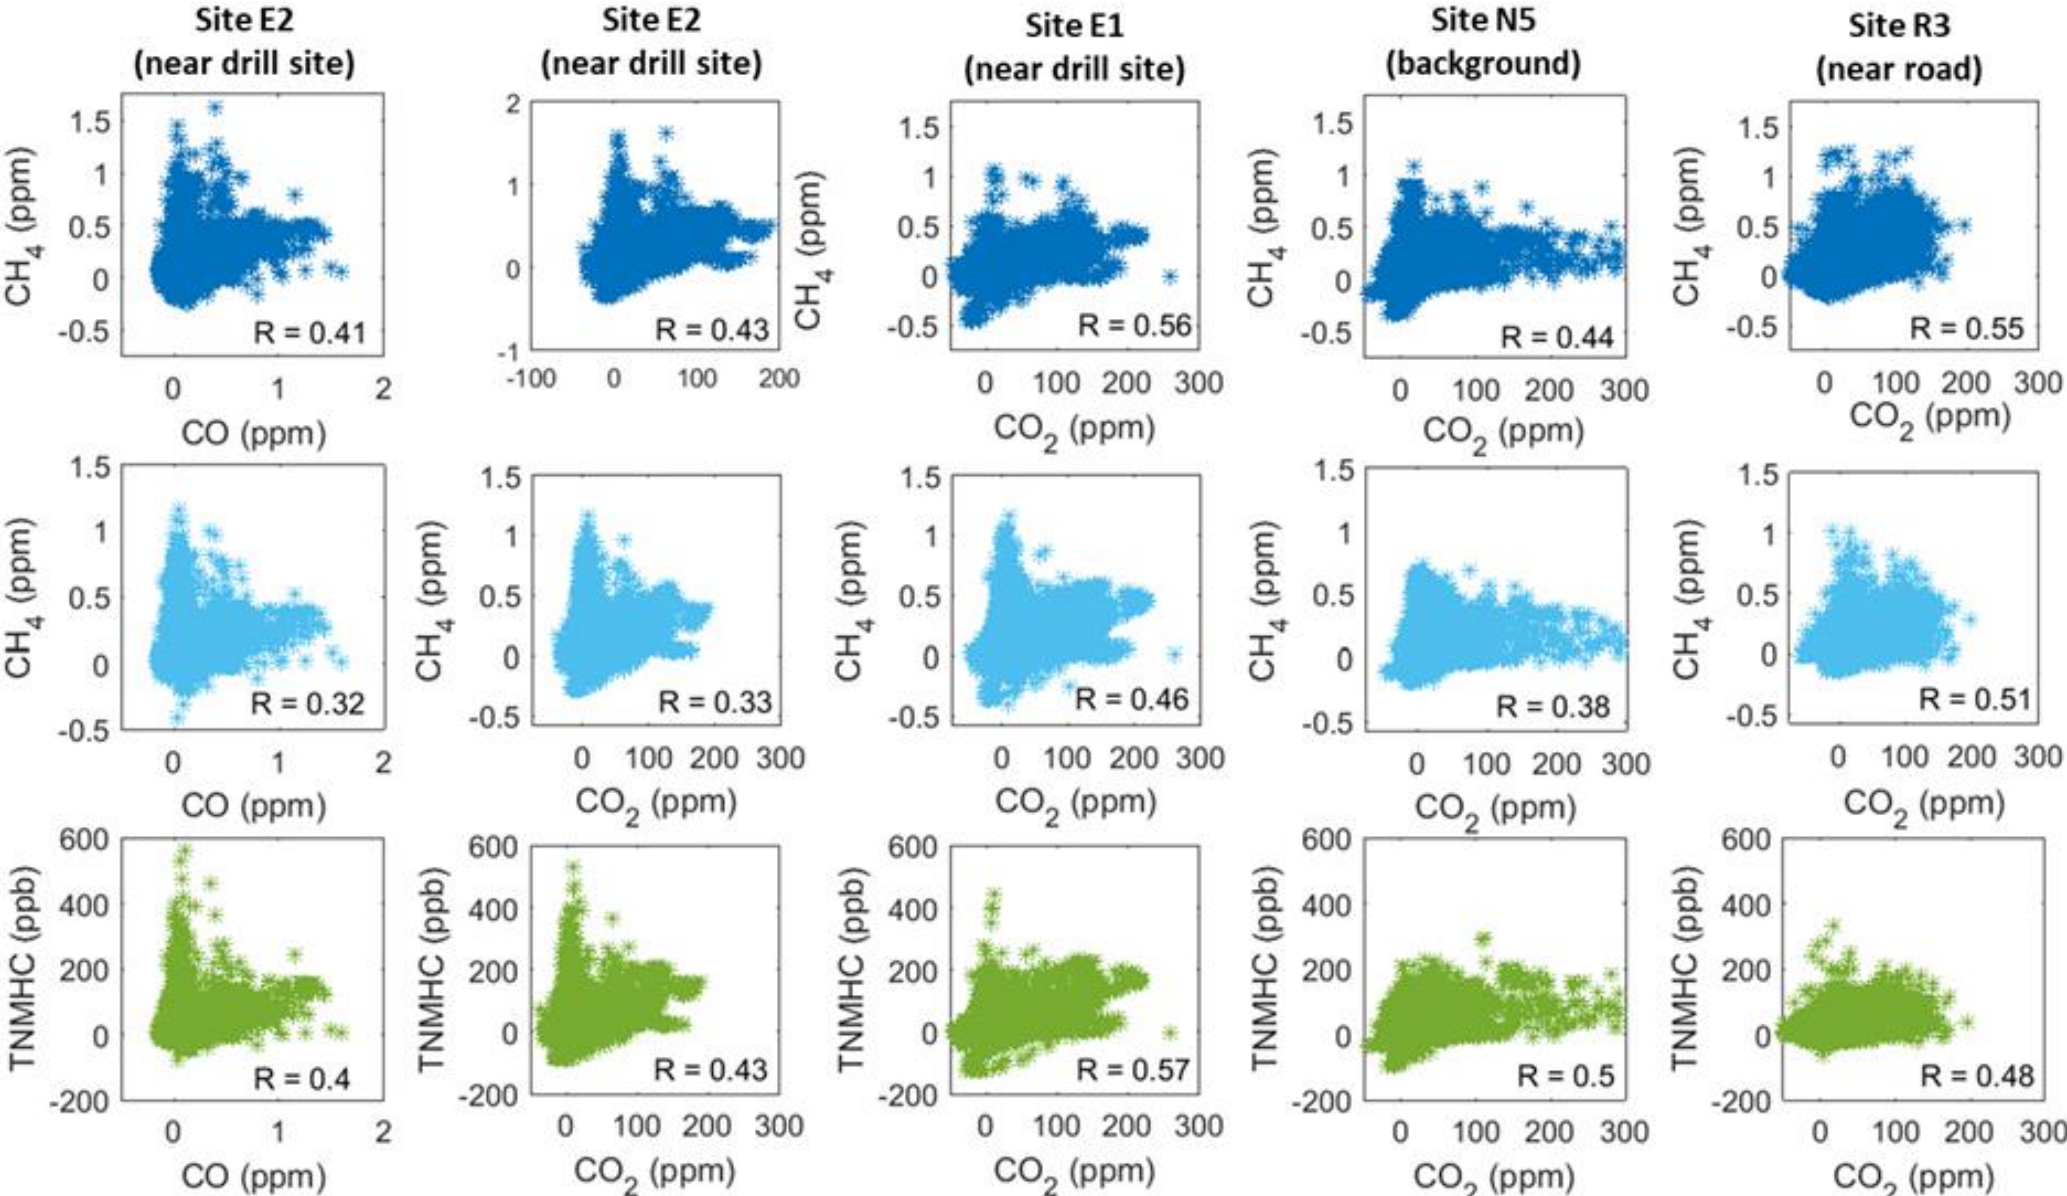 Site E2
(near drill site)
Site E2
(near drill site)
Site E1
(near drill site)
Site N5
(background)
Site R3
(near road)
CH4 (ppm)
1.5
1
0.5
0
-0.5
R = 0.41
0 1 2
CO (ppm)
2
1
0
-1
R = 0.43
-100 0 100 200
CH4 (ppm)
1.5
1
0.5
0
-0.5
R = 0.56
0 100 200 300
CO2 (ppm)
CH4 (ppm)
1.5
1
0.5
0
-0.5
R = 0.44
0 100 200 300
CO2 (ppm)
CH4 (ppm)
1.5
1
0.5
0
-0.5
R = 0.55
0 100 200 300
CO2 (ppm)
CH4 (ppm)
1.5
1
0.5
0
-0.5
R = 0.32
0 1 2
CO (ppm)
CH4 (ppm)
1.5
1
0.5
0
-0.5
R = 0.33
0 100 200 300
CO2 (ppm)
CH4 (ppm)
1.5
1
0.5
0
-0.5
R = 0.46
0 100 200 300
CO2 (ppm)
CH4 (ppm)
1.5
1
0.5
0
-0.5
R = 0.38
0 100 200 300
CO2 (ppm)
CH4 (ppm)
1.5
1
0.5
0
-0.5
R = 0.51
0 100 200 300
CO2 (ppm)
TNMHC (ppb)
600
400
200
0
-200
R = 0.4
0 1 2
CO (ppm)
TNMHC (ppb)
600
400
200
0
-200
R = 0.43
0 100 200 300
CO2 (ppm)
TNMHC (ppb)
600
400
200
0
-200
R = 0.57
0 100 200 300
CO2 (ppm)
TNMHC (ppb)
600
400
200
0
-200
R = 0.5
0 100 200 300
CO2 (ppm)
TNMHC (ppb)
600
400
200
0
-200
R = 0.48
0 100 200 300
CO2 (ppm)